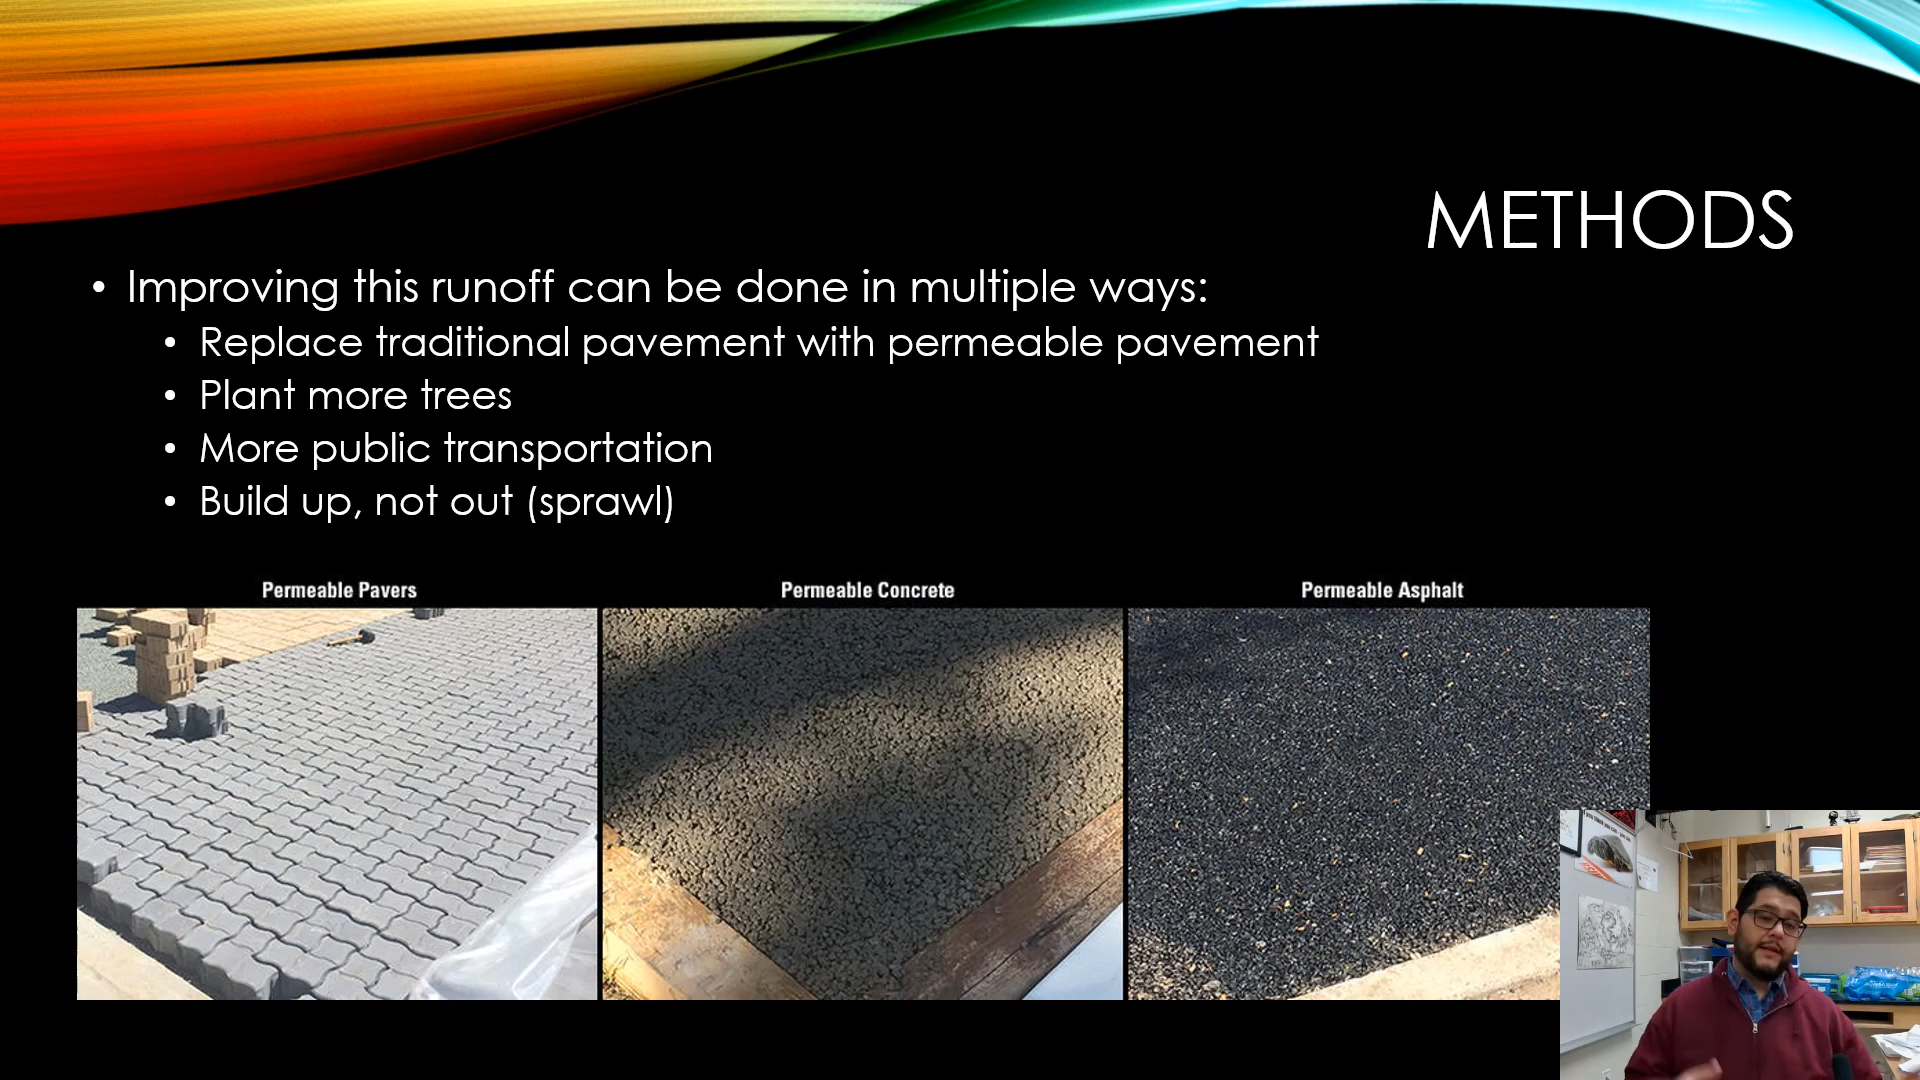 METHODS
• Improving this runoff can be done in multiple ways:
• Replace traditional pavement with permeable pavement
• Plant more trees
• More public transportation
• Build up, not out (sprawl)
Permeable Pavers
Permeable Concrete
Permeable Asphalt